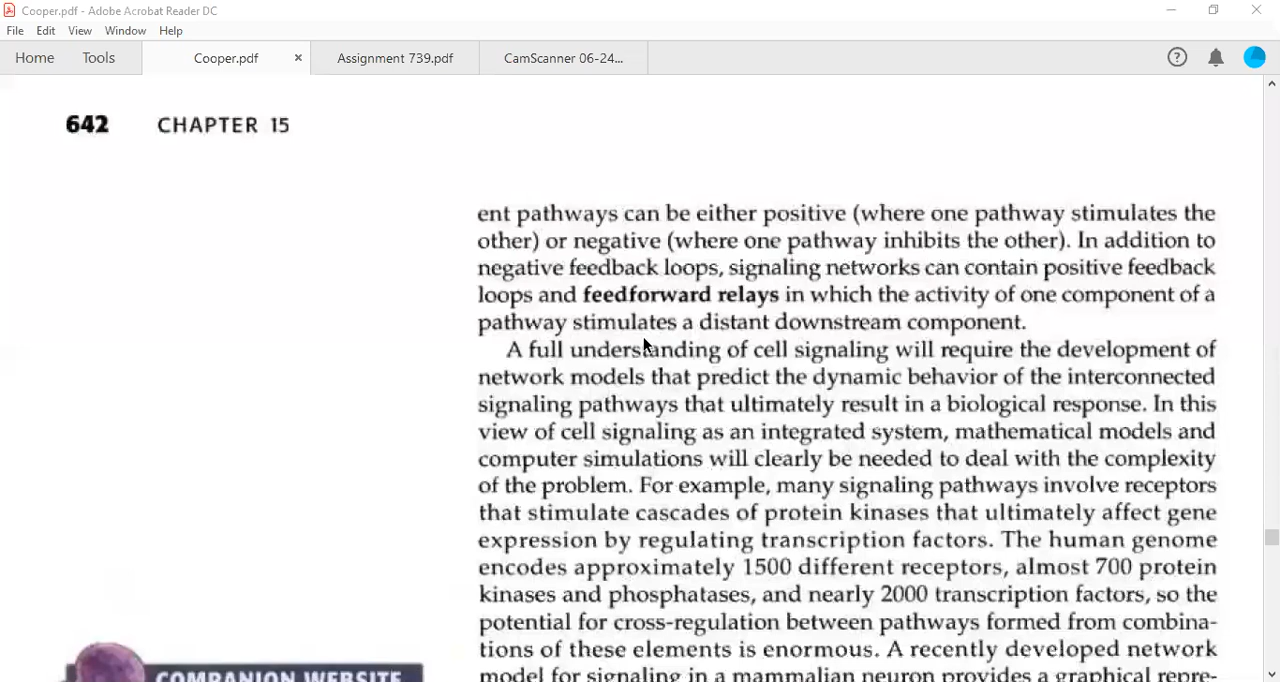 Cooper.pdf - Adobe Acrobat Reader DC
File Edit View Window Help
Home Tools Cooper.pdf × Assignment 739.pdf CamScanner 06-24...
642 CHAPTER 15
ent pathways can be either positive (where one pathway stimulates the
other) or negative (where one pathway inhibits the other). In addition to
negative feedback loops, signaling networks can contain positive feedback
loops and feedforward relays in which the activity of one component of a
pathway stimulates a distant downstream component.
A full understanding of cell signaling will require the development of
network models that predict the dynamic behavior of the interconnected
signaling pathways that ultimately result in a biological response. In this
view of cell signaling as an integrated system, mathematical models and
computer simulations will clearly be needed to deal with the complexity
of the problem. For example, many signaling pathways involve receptors
that stimulate cascades of protein kinases that ultimately affect gene
expression by regulating transcription factors. The human genome
encodes approximately 1500 different receptors, almost 700 protein
kinases and phosphatases, and nearly 2000 transcription factors, so the
potential for cross-regulation between pathways formed from combina-
tions of these elements is enormous. A recently developed network
model for signaling in a mammalian neuron provides a graphical repre-
COMPANION WEBSITE